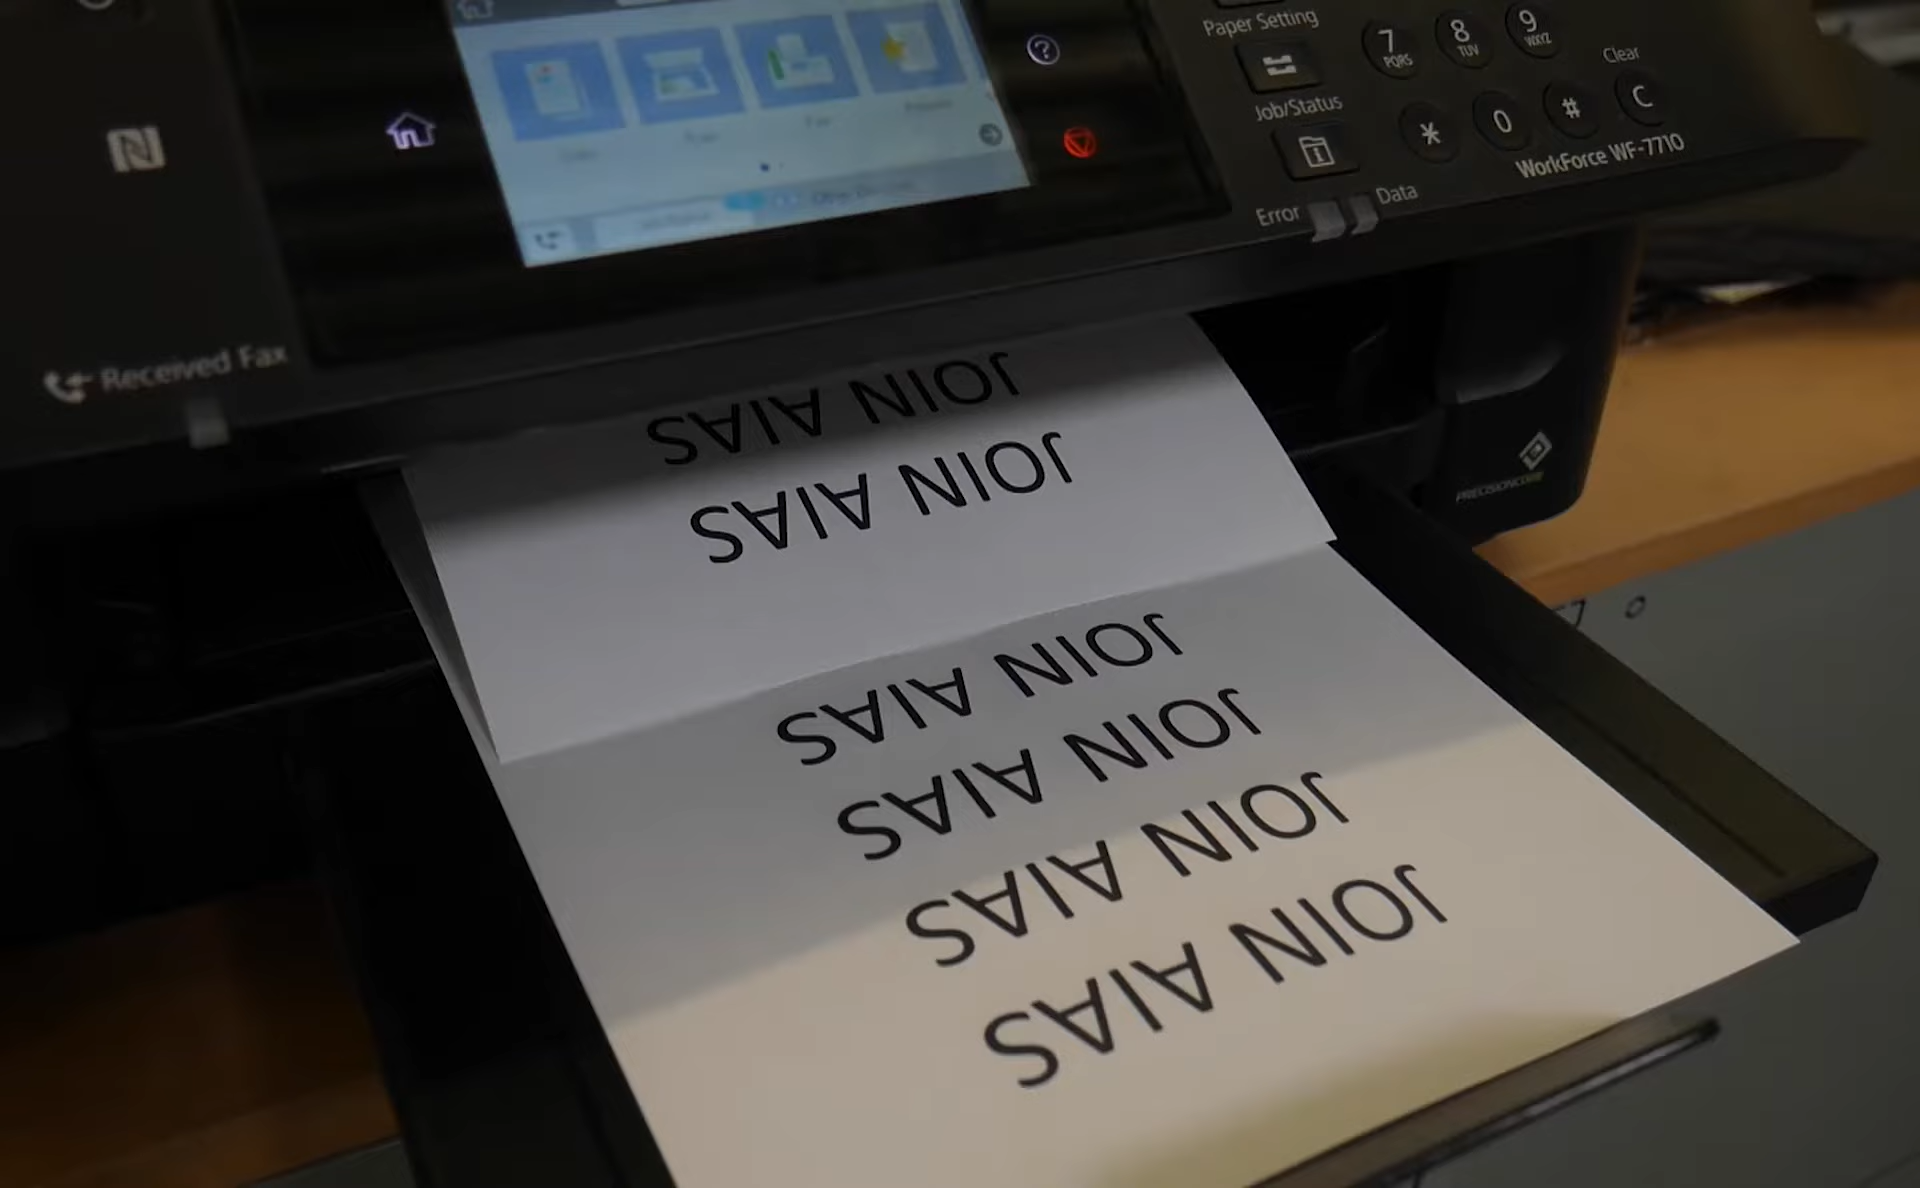 Paper Setting
7 PQRS
8 TUV
9 WXYZ
Clear
Job/Status
*
0
#
C
WorkForce WF-7710
Error
Data
Received Fax
PRECISIONCORE
JOIN AIAS
JOIN AIAS
JOIN AIAS
JOIN AIAS
JOIN AIAS
JOIN AIAS